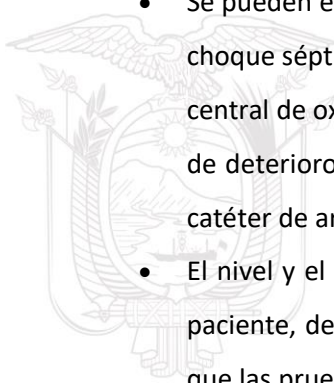 • Se pueden e
choque sépt
central de ox
de deterioro
catéter de ar
• El nivel y el
paciente, de
que las prue